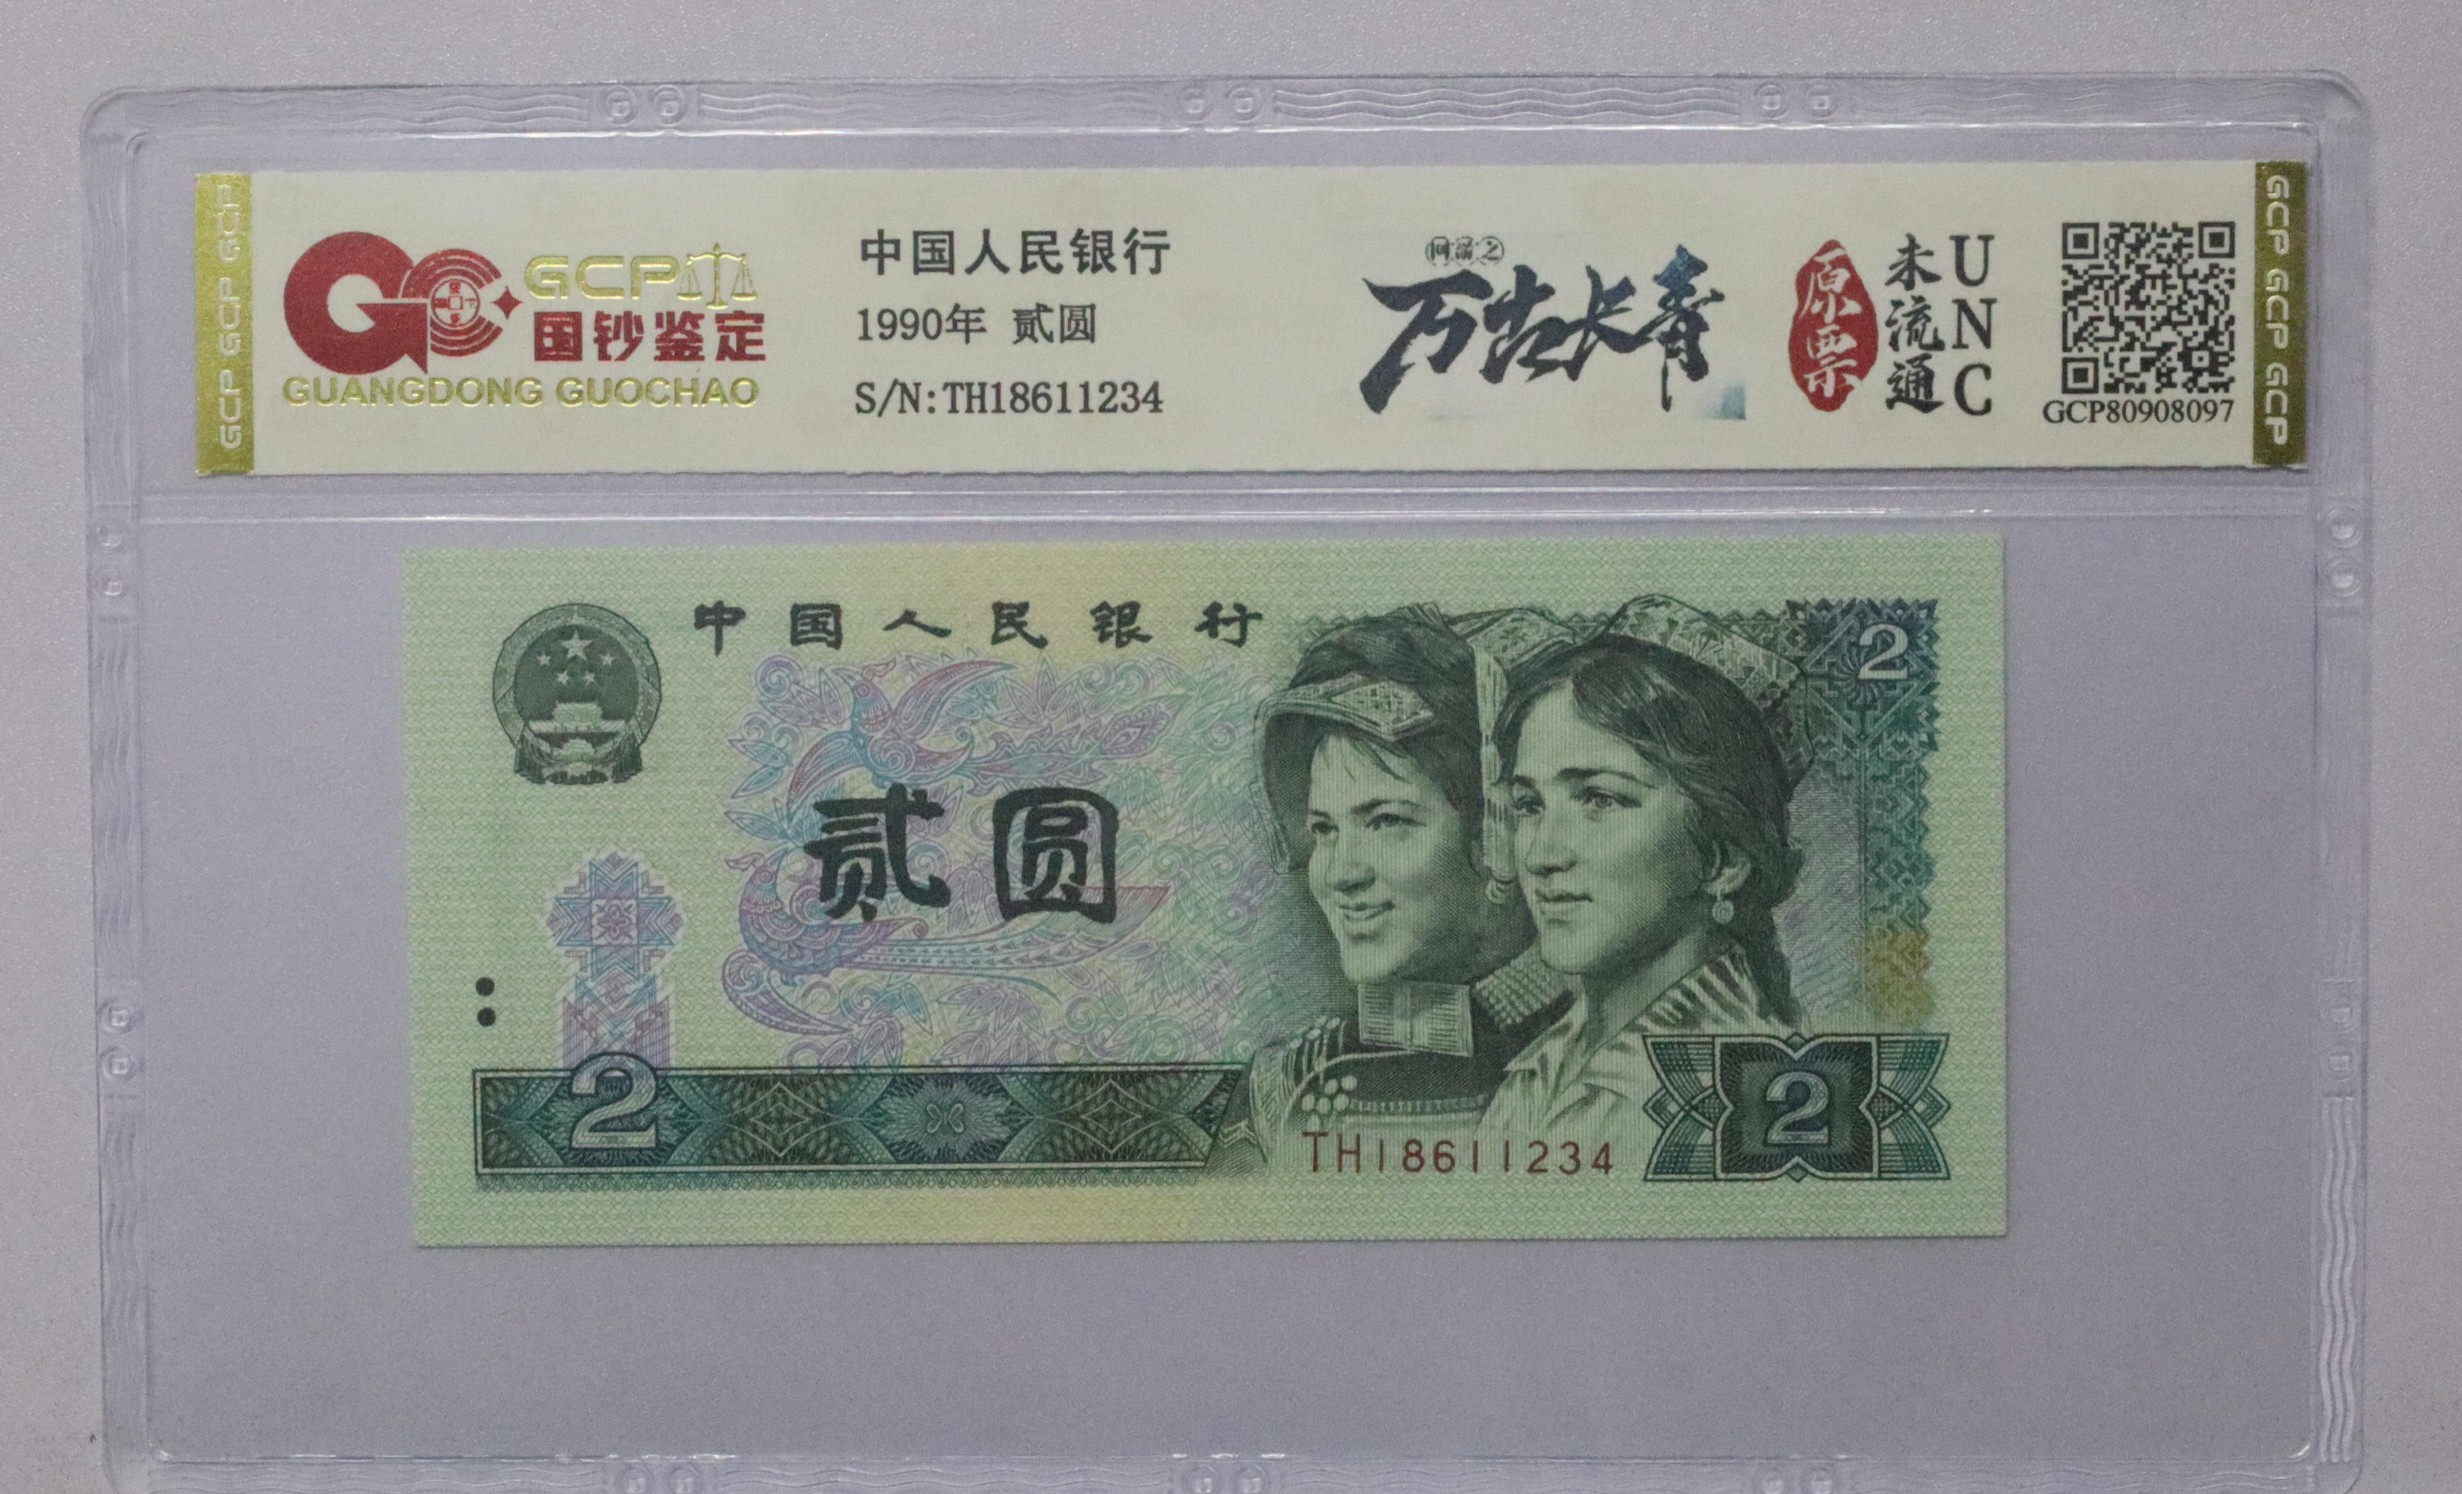 GCP GCP GCP
GCP
国钞鉴定
GUANGDONG GUOCHAO
中国人民银行
1990年 贰圆
S/N:TH18611234
万古长青
原票
未流通
UNC
GCP80908097
GCP GCP GCP
中国人民银行
2
贰圆
2
TH18611234
2